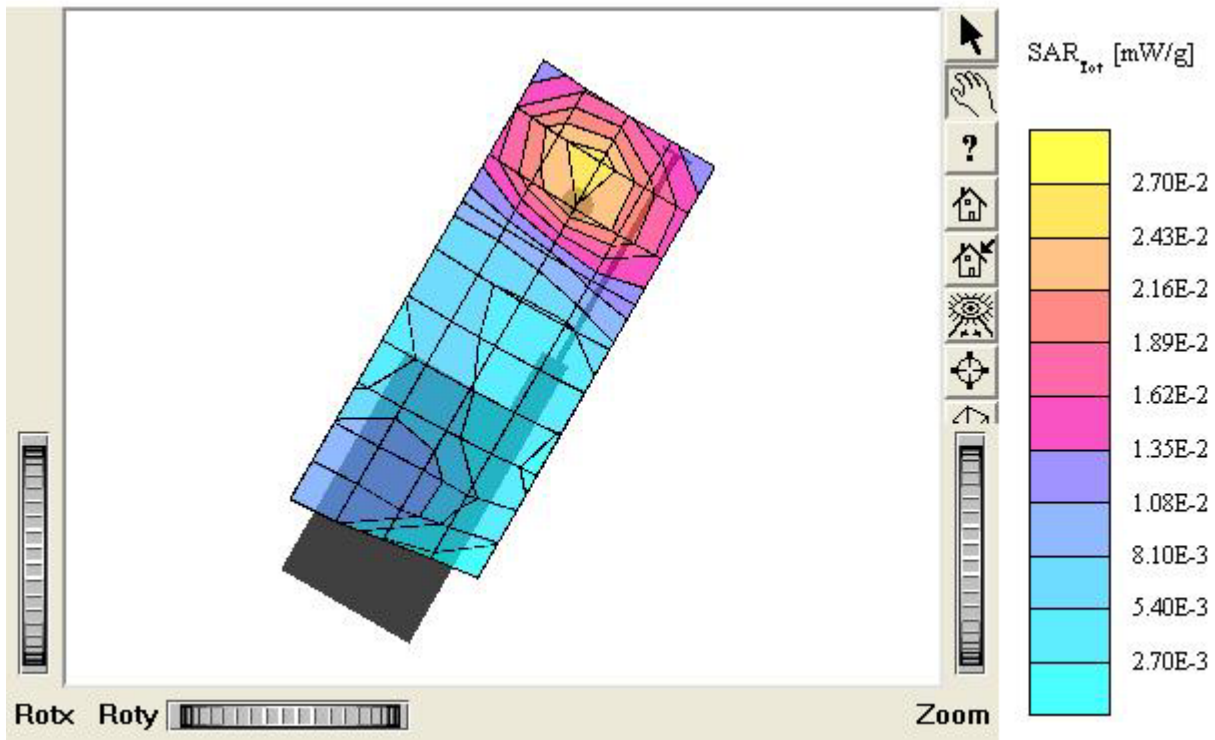 SAR_Tot [mW/g]
?
2.70E-2
2.43E-2
2.16E-2
1.89E-2
1.62E-2
1.35E-2
1.08E-2
8.10E-3
5.40E-3
2.70E-3
Rotx Roty Zoom